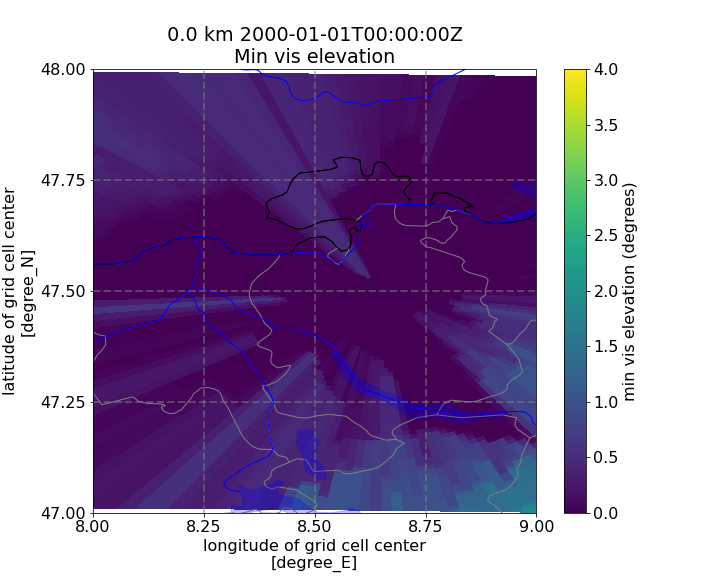 0.0 km 2000-01-01T00:00:00Z
Min vis elevation
48.00
47.75
47.50
47.25
47.00
latitude of grid cell center
[degree_N]
8.00 8.25 8.50 8.75 9.00
longitude of grid cell center
[degree_E]
4.0
3.5
3.0
2.5
2.0
1.5
1.0
0.5
0.0
min vis elevation (degrees)